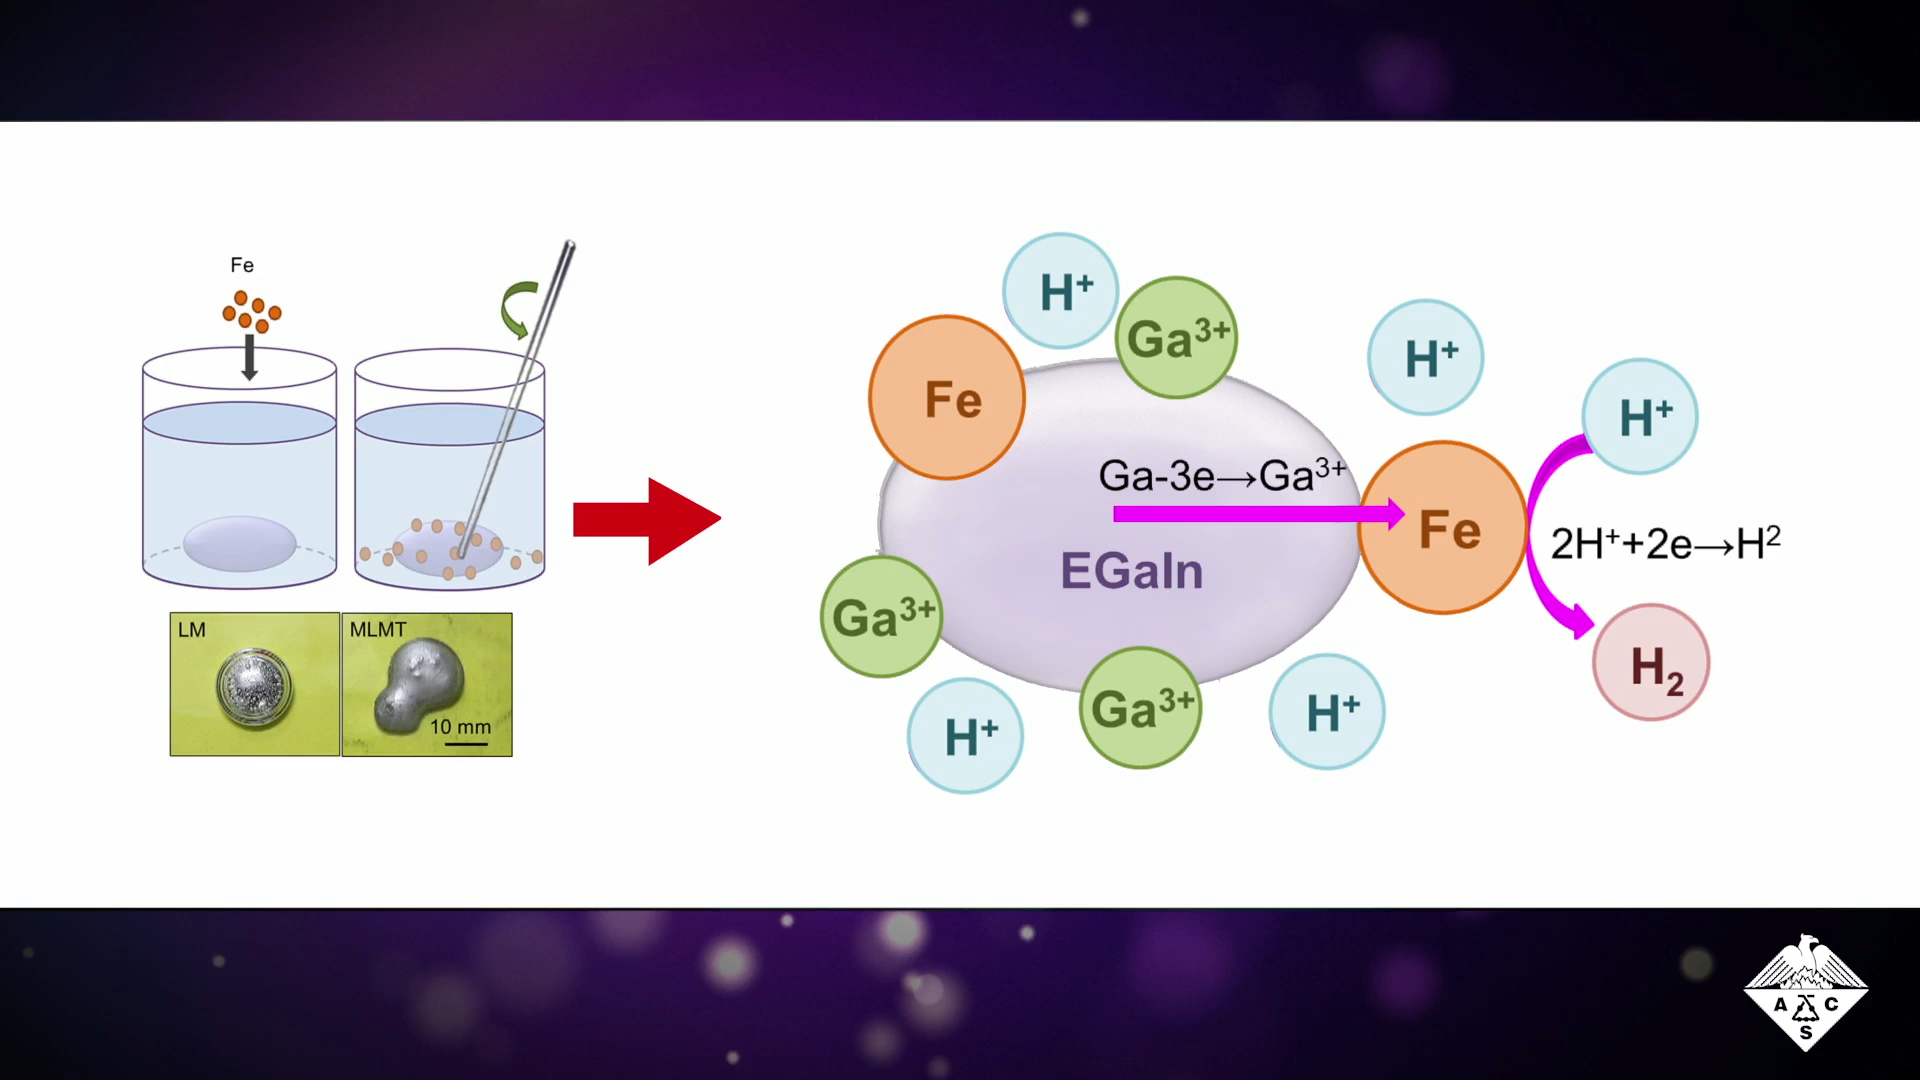 Fe
LM
MLMT
10 mm
H⁺
Ga³⁺
Fe
H⁺
H⁺
Ga-3e→Ga³⁺
Fe
2H⁺+2e→H²
EGaIn
Ga³⁺
H₂
H⁺
Ga³⁺
H⁺
A C
S